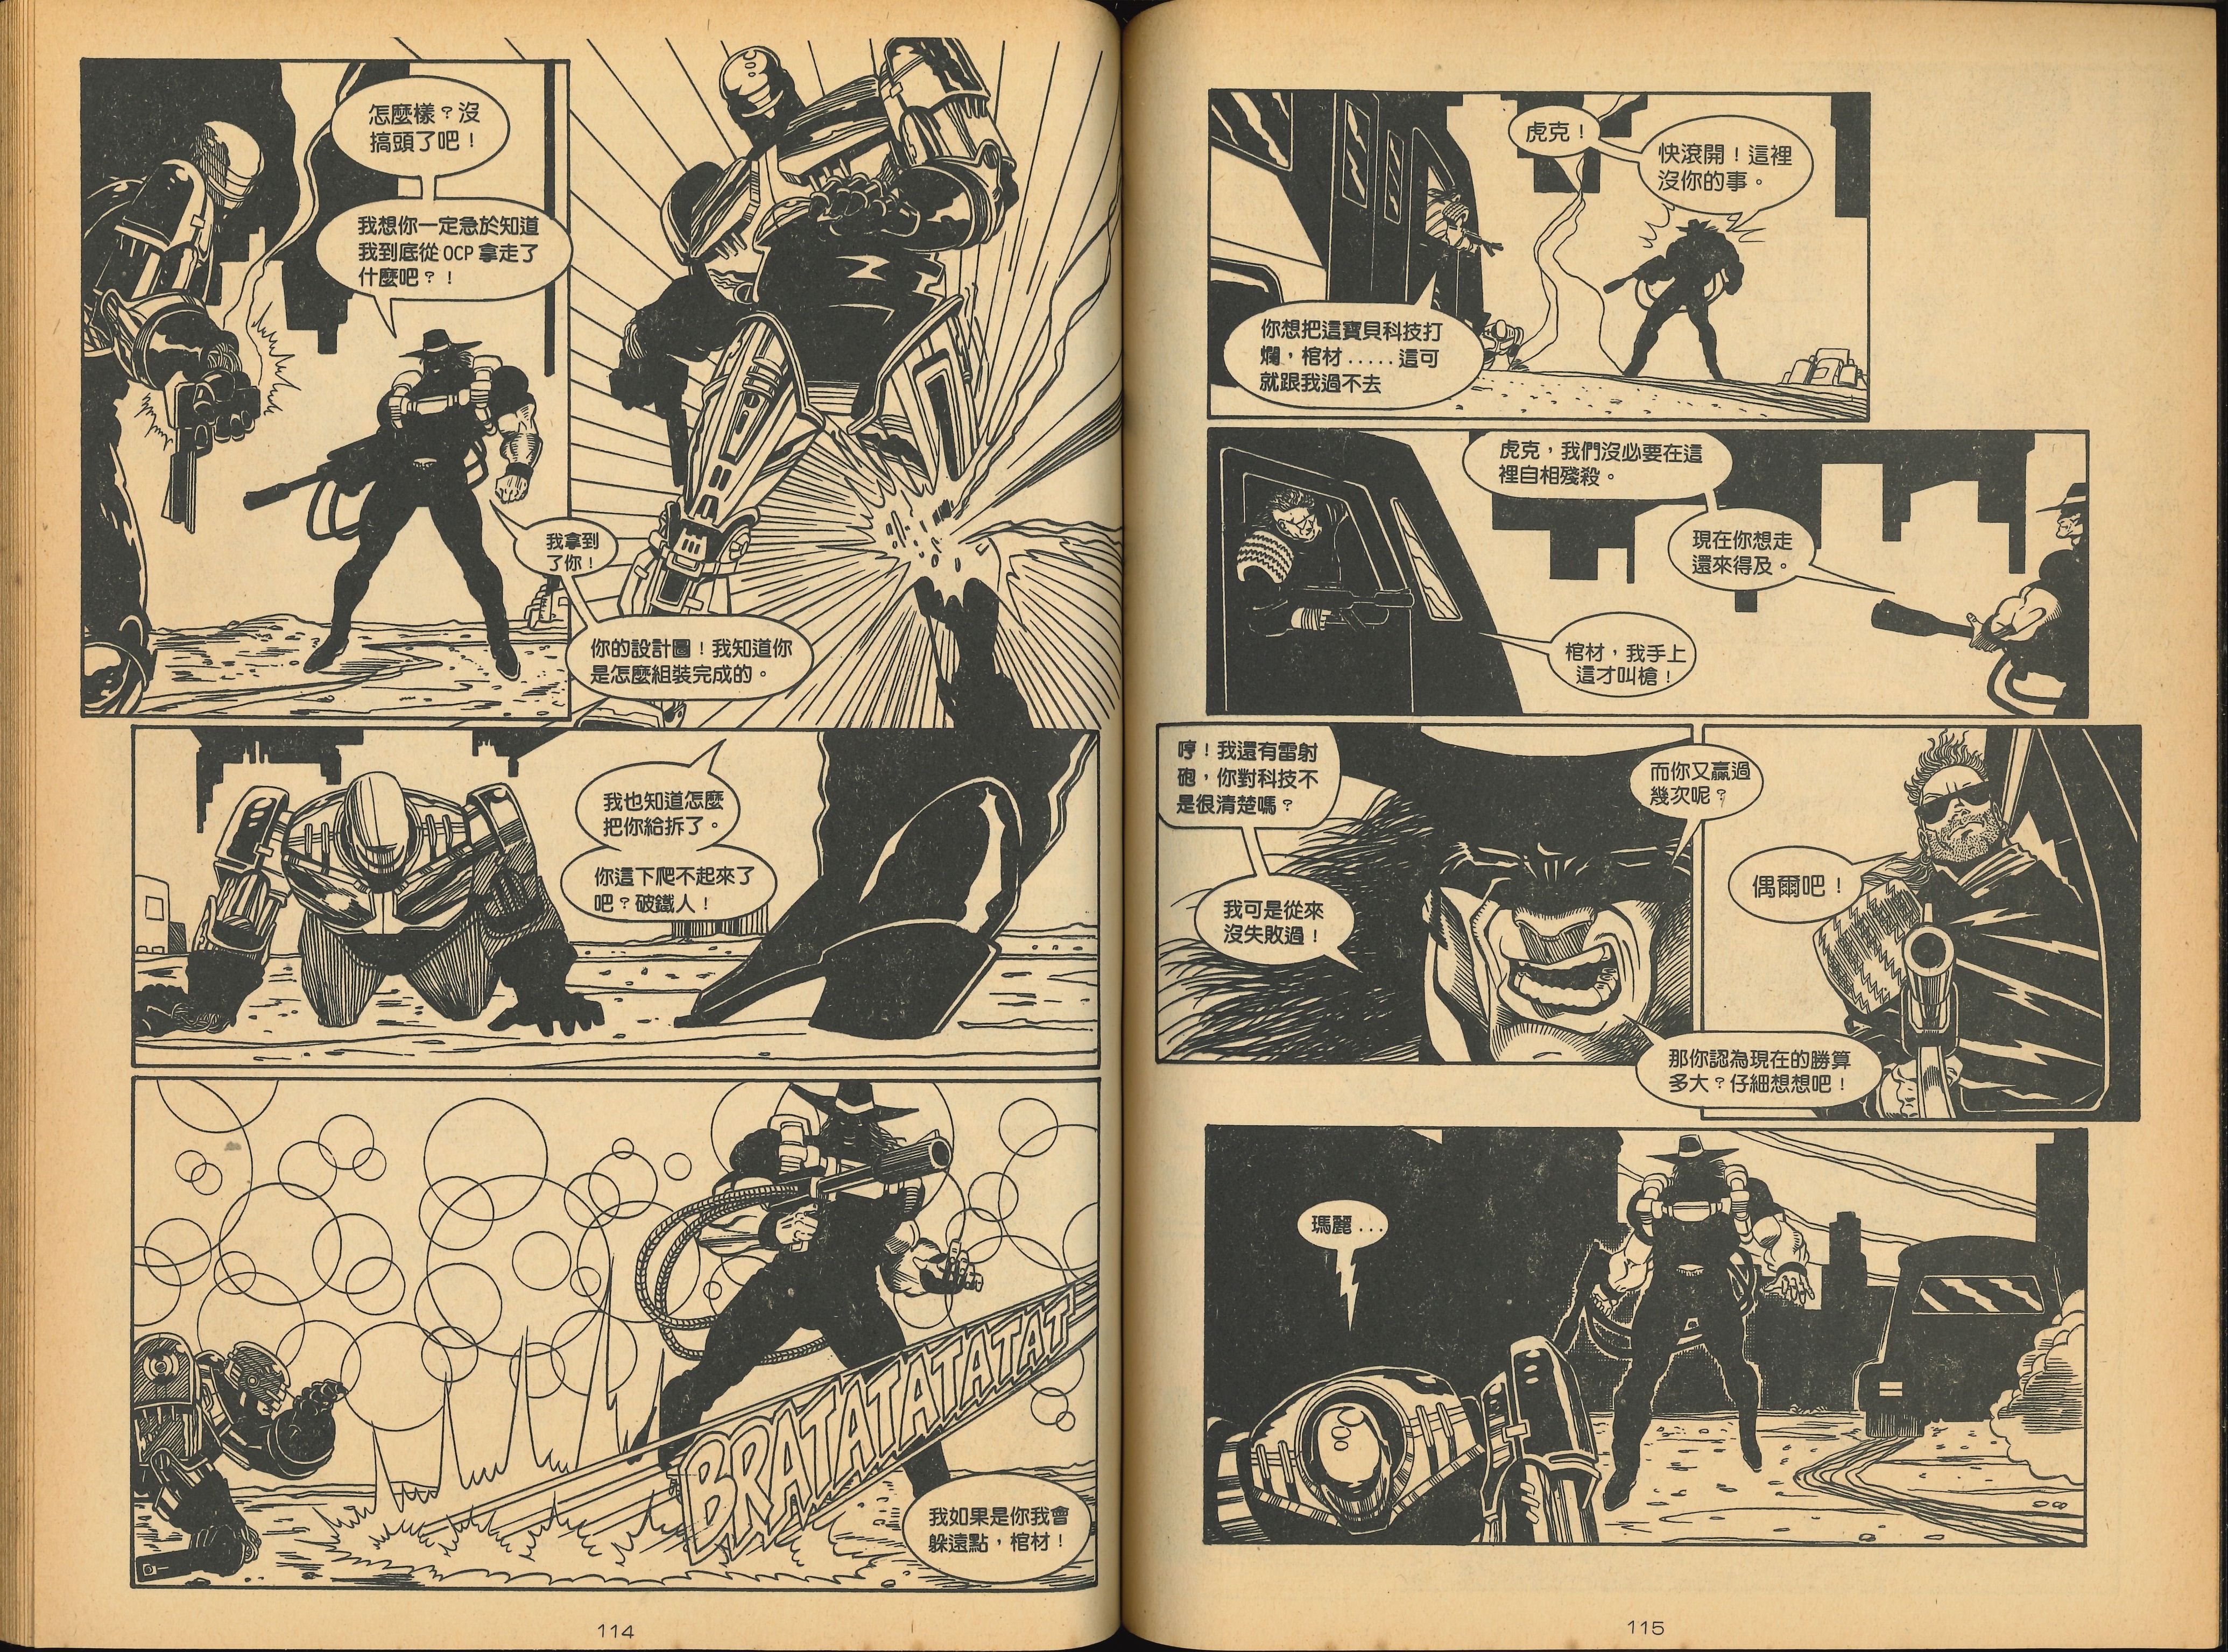 怎麼樣？沒
搞頭了吧！
我想你一定急於知道
我到底從OCP拿走了
什麼吧？！
我拿到
了你！
你的設計圖！我知道你
是怎麼組裝完成的。
我也知道怎麼
把你給拆了。
你這下爬不起來了
吧？破鐵人！
BRATATATATATAT
我如果是你我會
躲遠點，棺材！
114
虎克！
快滾開！這裡
沒你的事。
你想把這寶貝科技打
爛，棺材.....這可
就跟我過不去
虎克，我們沒必要在這
裡自相殘殺。
現在你想走
還來得及。
棺材，我手上
這才叫槍！
哼！我還有雷射
砲，你對科技不
是很清楚嗎？
我可是從來
沒失敗過！
而你又贏過
幾次呢？
偶爾吧！
那你認為現在的勝算
多大？仔細想想吧！
瑪麗...
115